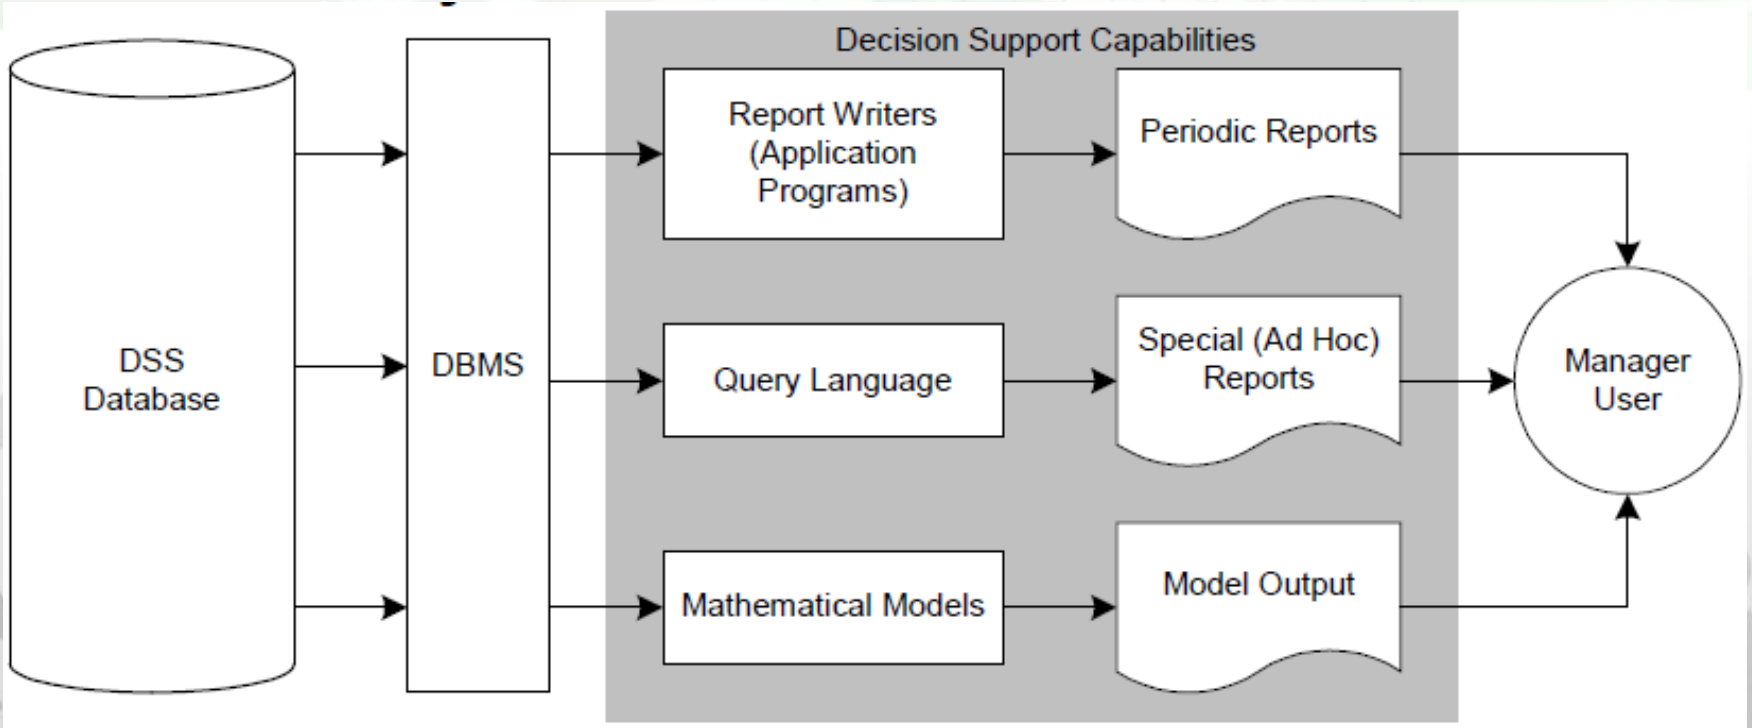 Decision Support Capabilities
Report Writers
(Application
Programs)
Periodic Reports
DSS
Database
DBMS
Query Language
Special (Ad Hoc)
Reports
Manager
User
Mathematical Models
Model Output